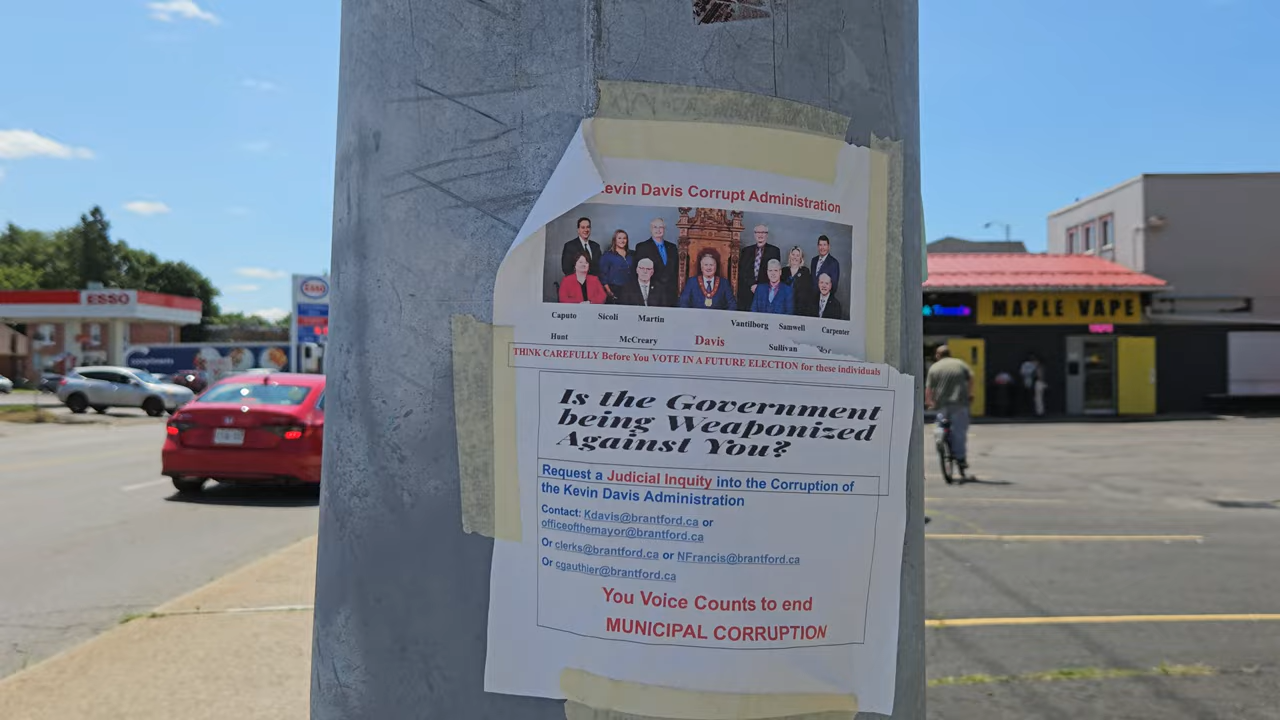 evin Davis Corrupt Administration
Caputo Sicoli Martin Vantilborg Samwell Carpenter
Hunt McCreary Davis Sullivan
THINK CAREFULLY Before You VOTE IN A FUTURE ELECTION for these individuals
Is the Government
being Weaponized
Against You?
Request a Judicial Inquity into the Corruption of
the Kevin Davis Administration
Contact: Kdavis@brantford.ca or
officeofthemayor@brantford.ca
Or clerks@brantford.ca or NFrancis@brantford.ca
Or cgauthier@brantford.ca
You Voice Counts to end
MUNICIPAL CORRUPTION
ESSO
Esso
compliments
MAPLE VAPE